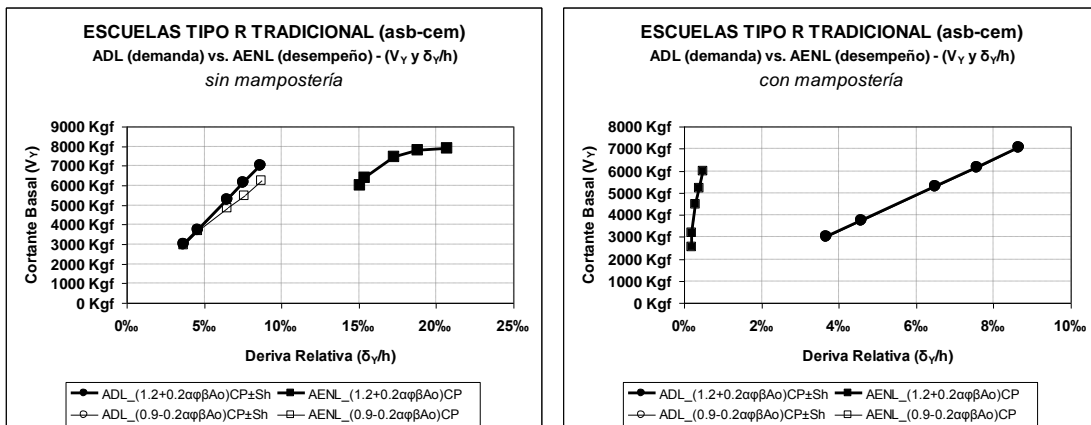 ESCUELAS TIPO R TRADICIONAL (asb-cem)
ADL (demanda) vs. AENL (desempeño) - (VY y δY/h)
sin mampostería
Cortante Basal (VY)
9000 Kgf
8000 Kgf
7000 Kgf
6000 Kgf
5000 Kgf
4000 Kgf
3000 Kgf
2000 Kgf
1000 Kgf
0 Kgf
0‰ 5‰ 10‰ 15‰ 20‰ 25‰
Deriva Relativa (δY/h)
ADL_(1.2+0.2αφβAo)CP±Sh AENL_(1.2+0.2αφβAo)CP
ADL_(0.9-0.2αφβAo)CP±Sh AENL_(0.9-0.2αφβAo)CP
ESCUELAS TIPO R TRADICIONAL (asb-cem)
ADL (demanda) vs. AENL (desempeño) - (VY y δY/h)
con mampostería
Cortante Basal (VY)
8000 Kgf
7000 Kgf
6000 Kgf
5000 Kgf
4000 Kgf
3000 Kgf
2000 Kgf
1000 Kgf
0 Kgf
0‰ 2‰ 4‰ 6‰ 8‰ 10‰
Deriva Relativa (δY/h)
ADL_(1.2+0.2αφβAo)CP±Sh AENL_(1.2+0.2αφβAo)CP
ADL_(0.9-0.2αφβAo)CP±Sh AENL_(0.9-0.2αφβAo)CP